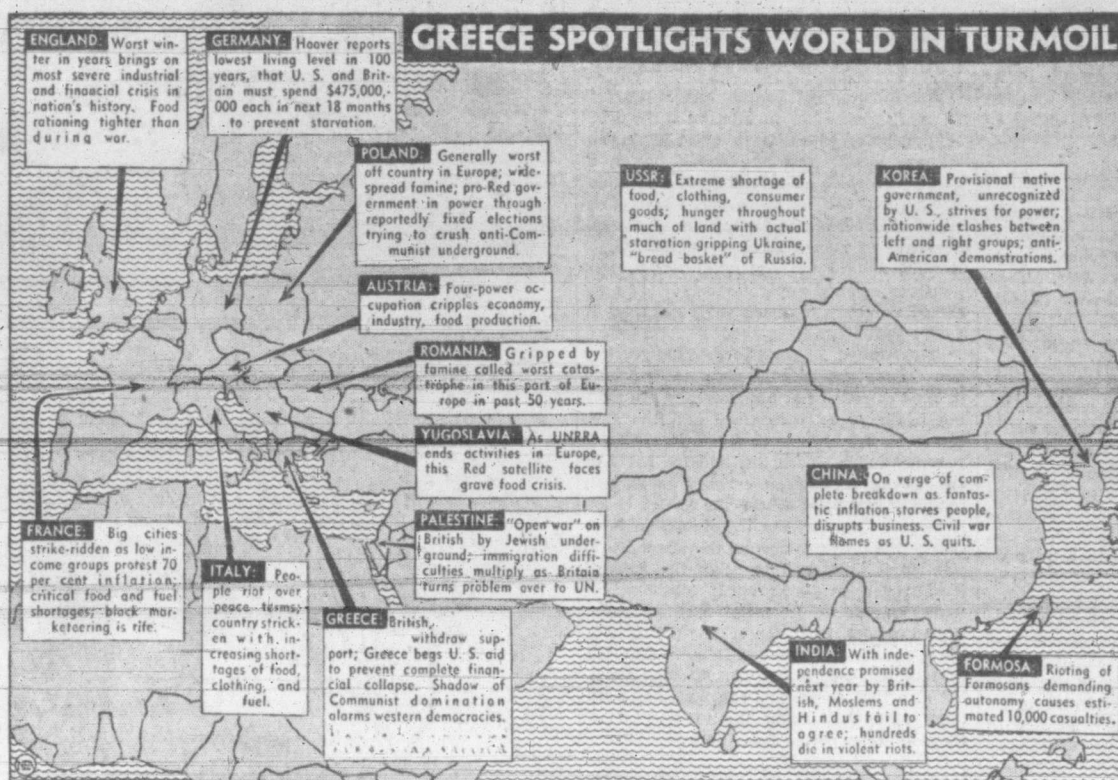 GREECE SPOTLIGHTS WORLD IN TURMOIL
ENGLAND: Worst win-
ter in years brings on
most severe industrial
and financial crisis in
nation's history. Food
rationing tighter than
during war.
GERMANY: Hoover reports
lowest living level in 100
years, that U. S. and Brit-
ain must spend $475,000,-
000 each in next 18 months
to prevent starvation.
POLAND: Generally worst
off country in Europe; wide-
spread famine; pro-Red gov-
ernment in power through
reportedly fixed elections
trying to crush anti-Com-
munist underground.
USSR: Extreme shortage of
food, clothing, consumer
goods; hunger throughout
much of land with actual
starvation gripping Ukraine,
"bread basket" of Russia.
KOREA: Provisional native
government, unrecognized
by U. S., strives for power;
nationwide clashes between
left and right groups; anti-
American demonstrations.
AUSTRIA: Four-power oc-
cupation cripples economy,
industry, food production.
ROMANIA: Gripped by
famine called worst catas-
trophe in this part of Eu-
rope in past 50 years.
YUGOSLAVIA: As UNRRA
ends activities in Europe,
this Red satellite faces
grave food crisis.
CHINA: On verge of com-
plete breakdown as fantas-
tic inflation starves people,
disrupts business. Civil war
flames as U. S. quits.
PALESTINE: "Open war" on
British by Jewish under-
ground; immigration diffi-
culties multiply as Britain
turns problem over to UN.
FRANCE: Big cities
strike-ridden as low in-
come groups protest 70
per cent inflation;
critical food and fuel
shortages; black mar-
keteering is rife.
ITALY: Peo-
ple riot over
peace terms;
country strick-
en with in-
creasing short-
tages of food,
clothing, and
fuel.
GREECE: British
withdraw sup-
port; Greece begs U. S. aid
to prevent complete finan-
cial collapse. Shadow of
Communist domination
alarms western democracies.
INDIA: With inde-
pendence promised
next year by Brit-
ish, Moslems and
Hindus fail to
agree; hundreds
die in violent riots.
FORMOSA: Rioting of
Formosans demanding
autonomy causes esti-
mated 10,000 casualties.